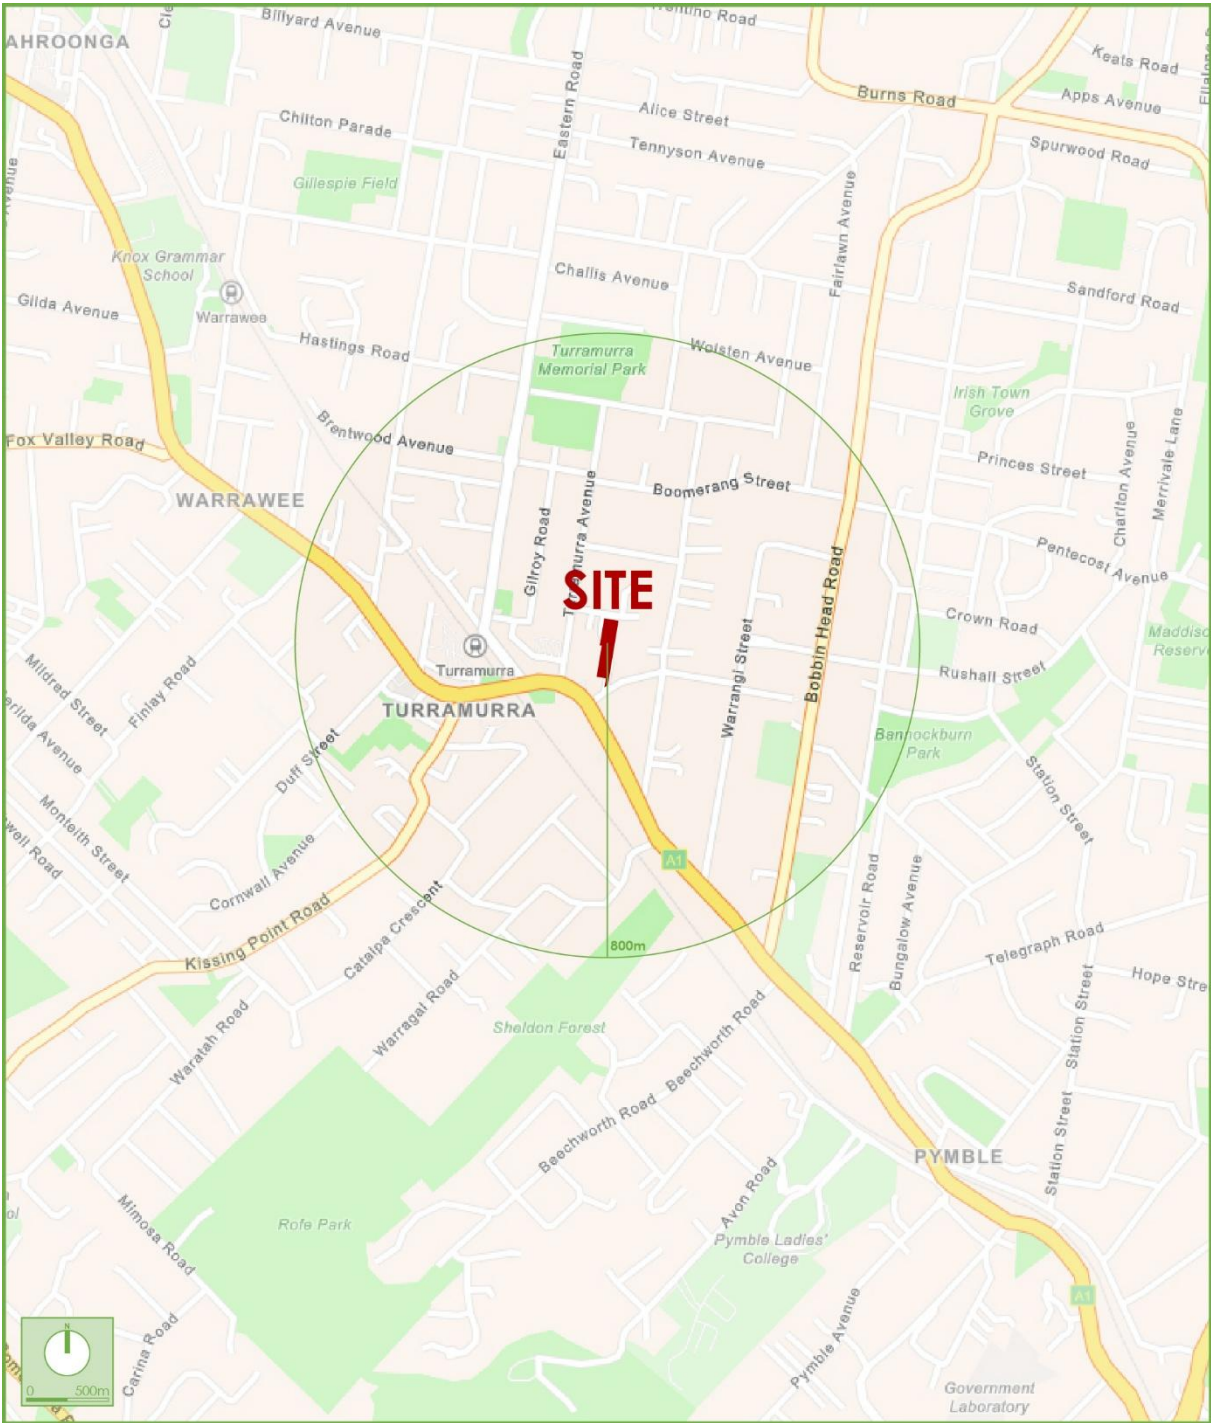 AHROONGA
Billyard Avenue
Burns Road
Keats Road
Apps Avenue
Spurwood Road
Eastern Road
Alice Street
Tennyson Avenue
Chilton Parade
Gillespie Field
Fairlawn Avenue
Knox Grammar
School
Warrawee
Gilda Avenue
Hastings Road
Challis Avenue
Sandford Road
Turramurra
Memorial Park
Wolsten Avenue
Irish Town
Grove
Fox Valley Road
Brentwood Avenue
WARRAWEE
Boomerang Street
Princes Street
Charlton Avenue
Merrivale Lane
Gilroy Road
Pentecost Avenue
SITE
Crown Road
Rushall Street
Bobbin Head Road
Warrangi Street
Turramurra
TURRAMURRA
Mildred Street
Finlay Road
Duff Street
Bannockburn
Park
Station Street
Monteith Street
Cornwall Avenue
A1
Kissing Point Road
Catalpa Crescent
800m
Reservoir Road
Bungalow Avenue
Telegraph Road
Hope Stre
Warragal Road
Waratah Road
Sheldon Forest
Beechworth Road
Beechworth Road
Station Street
Station Street
PYMBLE
Avon Road
Pymble Ladies'
College
Mimosa Road
Rofe Park
A1
Pymble Avenue
Carina Road
Government
Laboratory
N
0 500m